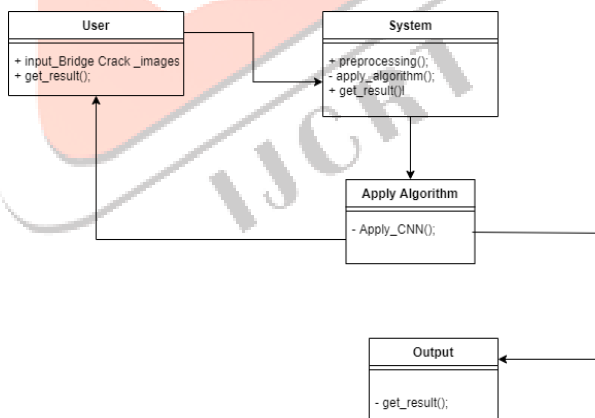 User
+ input_Bridge Crack _images
+ get_result();
System
+ preprocessing();
- apply_algorithm();
+ get_result()!
IJCRT
Apply Algorithm
- Apply_CNN();
Output
- get_result();